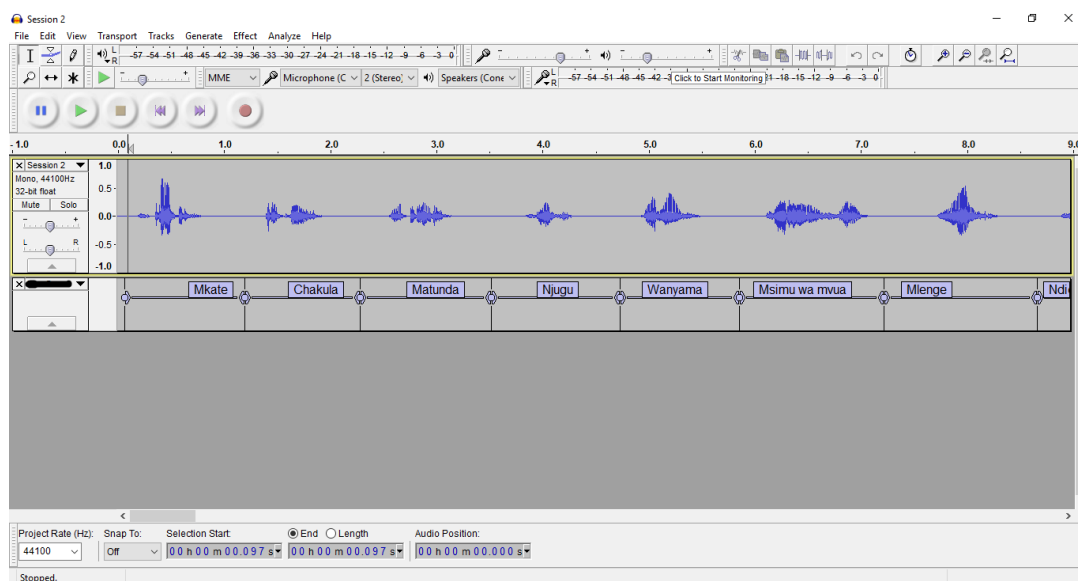 Session 2
File Edit View Transport Tracks Generate Effect Analyze Help
L R -57 -54 -51 -48 -45 -42 -39 -36 -33 -30 -27 -24 -21 -18 -15 -12 -9 -6 -3 0
MME Microphone (C 2 (Stereo) Speakers (Cone L R -57 -54 -51 -48 -45 -42 -3 Click to Start Monitoring 1 -18 -15 -12 -9 -6 -3 0
-1.0 0.0 1.0 2.0 3.0 4.0 5.0 6.0 7.0 8.0 9.0
X Session 2 1.0
Mono, 44100Hz
32-bit float 0.5
Mute Solo
- + 0.0
L R -0.5
-1.0
X Mkate Chakula Matunda Njugu Wanyama Msimu wa mvua Mlenge Ndi
Project Rate (Hz): Snap To: Selection Start: End Length Audio Position:
44100 Off 00 h 00 m 00.097 s 00 h 00 m 00.097 s 00 h 00 m 00.000 s
Stopped.